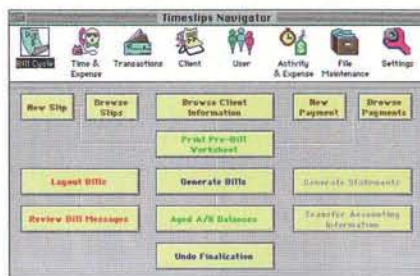 Timeslips Navigator
Bill Cycle
Time &
Expense
Transactions
Client
User
Activity
& Expense
File
Maintenance
Settings
New Slip
Browse
Slips
Browse Client
Information
New
Payment
Browse
Payments
Print Pre-Bill
Worksheet
Layout Bills
Generate Bills
Generate Statements
Review Bill Messages
Aged A/R Balances
Transfer Accounting
Information
Undo Finalization